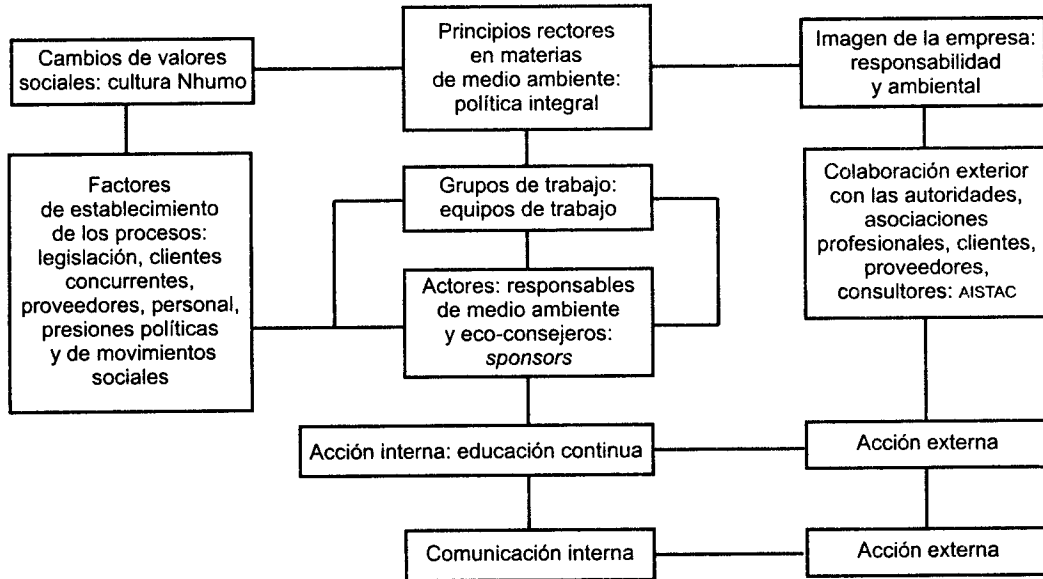 Cambios de valores
sociales: cultura Nhumo
Principios rectores
en materias
de medio ambiente:
política integral
Imagen de la empresa:
responsabilidad
y ambiental
Factores
de establecimiento
de los procesos:
legislación, clientes
concurrentes,
proveedores, personal,
presiones políticas
y de movimientos
sociales
Grupos de trabajo:
equipos de trabajo
Colaboración exterior
con las autoridades,
asociaciones
profesionales, clientes,
proveedores,
consultores: AISTAC
Actores: responsables
de medio ambiente
y eco-consejeros:
sponsors
Acción interna: educación continua
Acción externa
Comunicación interna
Acción externa